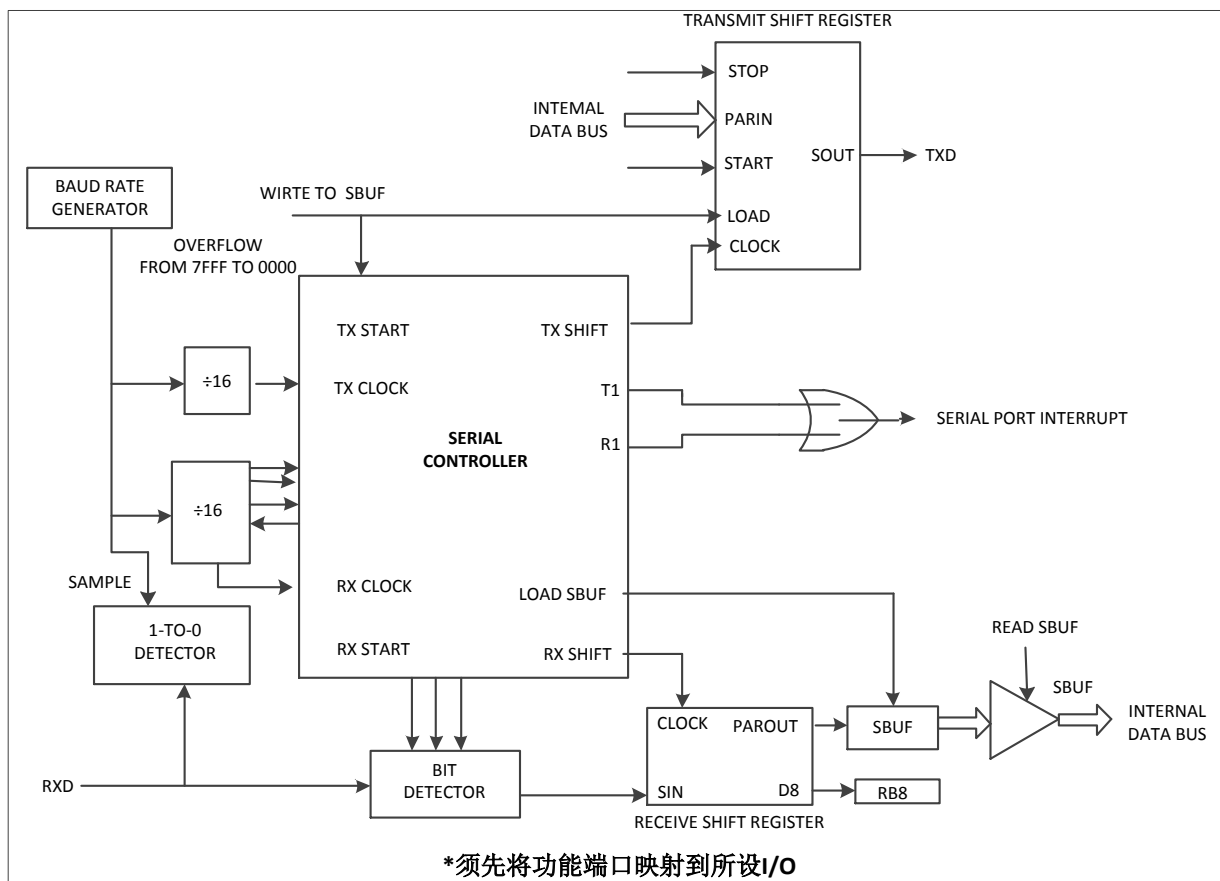 TRANSMIT SHIFT REGISTER
STOP
INTEMAL
DATA BUS
PARIN
START
SOUT
TXD
BAUD RATE
GENERATOR
WIRTE TO SBUF
LOAD
CLOCK
OVERFLOW
FROM 7FFF TO 0000
TX START
TX SHIFT
÷16
TX CLOCK
T1
SERIAL PORT INTERRUPT
R1
SERIAL
CONTROLLER
÷16
SAMPLE
RX CLOCK
LOAD SBUF
1-TO-0
DETECTOR
RX START
RX SHIFT
READ SBUF
SBUF
CLOCK
PAROUT
SBUF
INTERNAL
DATA BUS
RXD
BIT
DETECTOR
SIN
D8
RB8
RECEIVE SHIFT REGISTER
*须先将功能端口映射到所设I/O